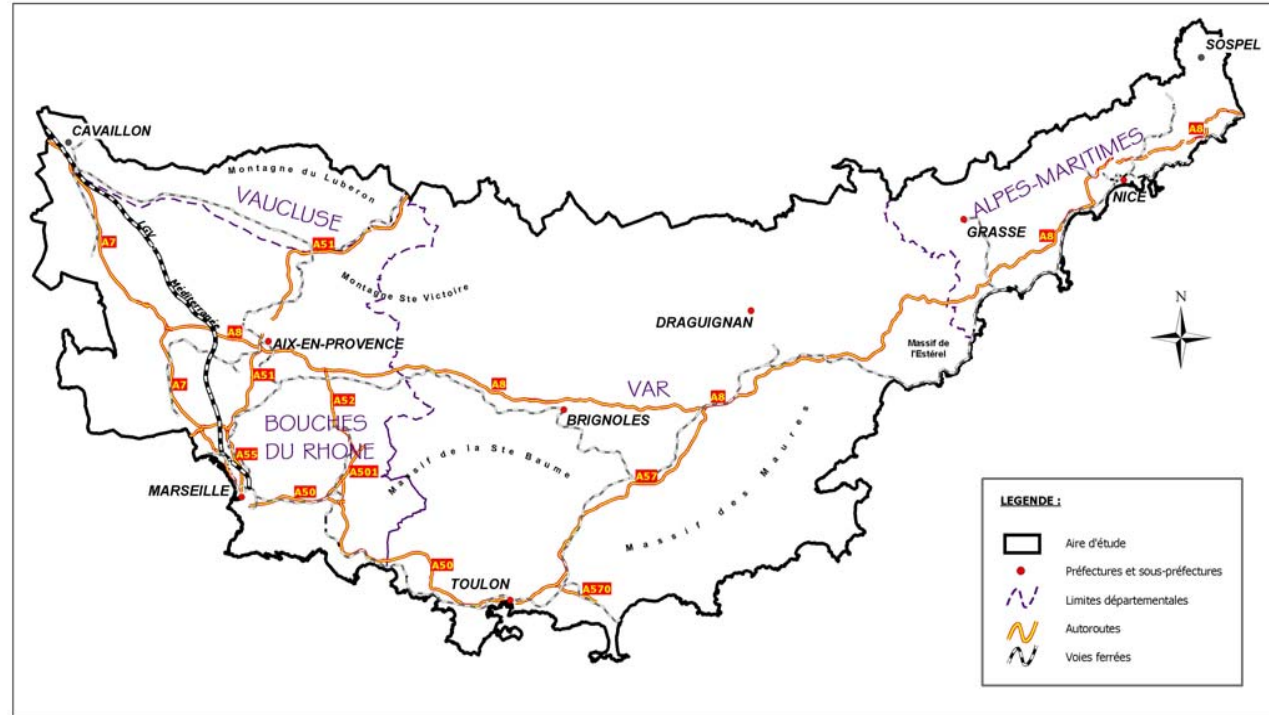 SOSPEL
CAVAILLON
A8
ALPES-MARITIMES
Montagne du Luberon
VAUCLUSE
NICE
GRASSE
A8
A7
LGV
Méditerranée
A51
Montagne Ste Victoire
DRAGUIGNAN
N
A8
AIX-EN-PROVENCE
Massif de
l'Estérel
A51
A7
A8
VAR
A8
A52
BRIGNOLES
BOUCHES
DU RHONE
A55
A501
Massif de la Ste Baume
A57
Massif des Maures
MARSEILLE
A50
A50
TOULON
A570
LEGENDE :
Aire d'étude
Préfectures et sous-préfectures
Limites départementales
Autoroutes
Voies ferrées